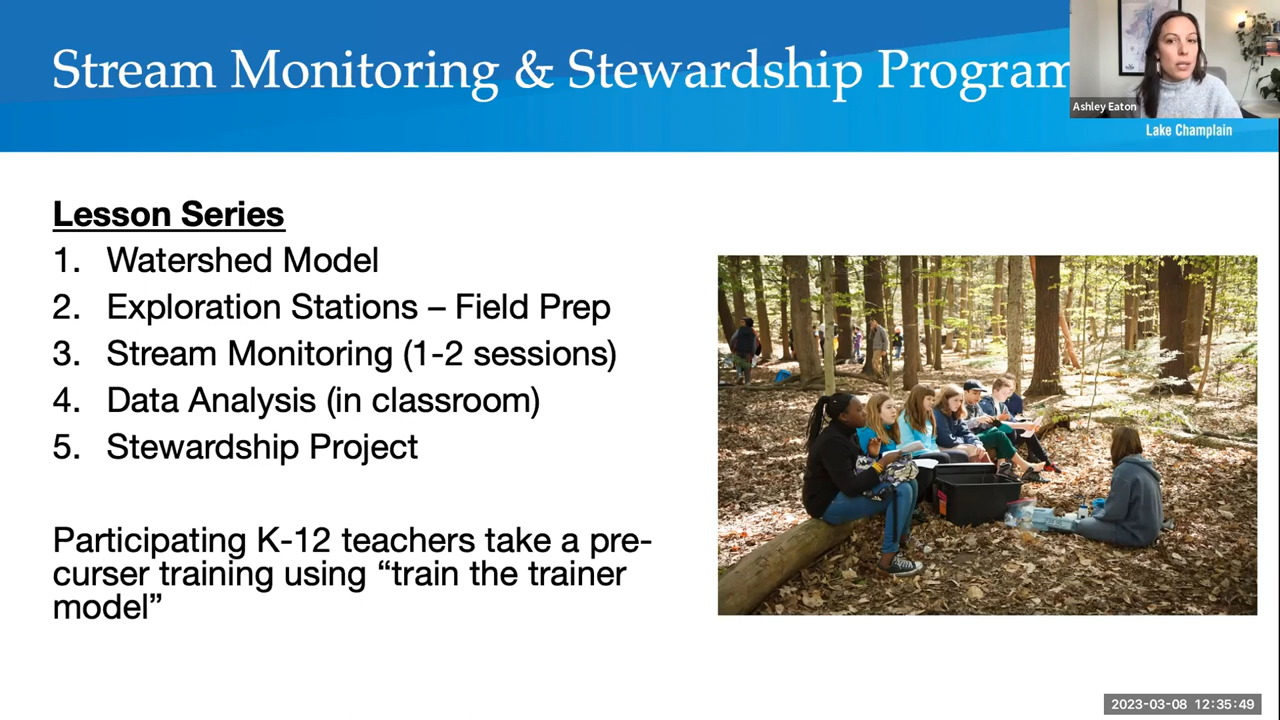 Stream Monitoring & Stewardship Program
Ashley Eaton
Lake Champlain
Lesson Series
1. Watershed Model
2. Exploration Stations – Field Prep
3. Stream Monitoring (1-2 sessions)
4. Data Analysis (in classroom)
5. Stewardship Project
Participating K-12 teachers take a pre-
curser training using “train the trainer
model”
2023-03-08 12:35:49